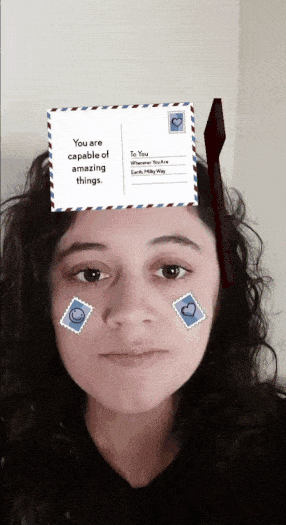 You are
capable of
amazing
things.
To You
Wherever You Are
Earth, Milky Way